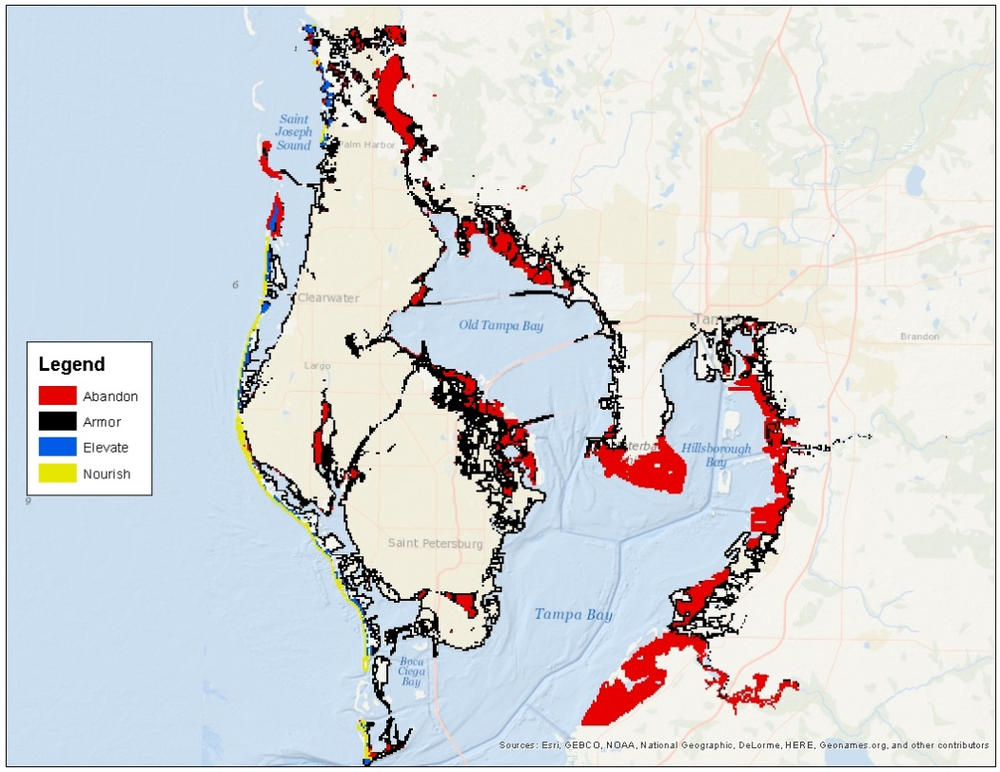 1
Saint
Joseph
Sound
Palm Harbor
6
Clearwater
Old Tampa Bay
Brandon
Largo
Legend
Abandon
Armor
Elevate
Nourish
Hillsborough
Bay
9
Saint Petersburg
Tampa Bay
Boca
Ciega
Bay
Sources: Esri, GEBCO, NOAA, National Geographic, DeLorme, HERE, Geonames.org, and other contributors